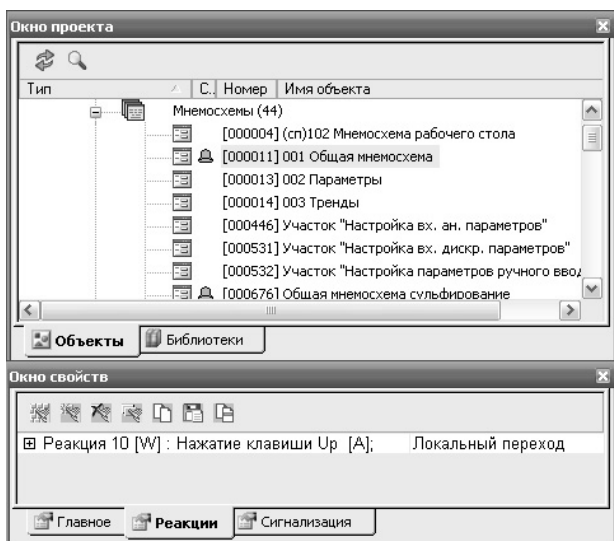 Окно проекта
Тип С.. Номер Имя объекта
Мнемосхемы (44)
[000004] (сп)102 Мнемосхема рабочего стола
[000011] 001 Общая мнемосхема
[000013] 002 Параметры
[000014] 003 Тренды
[000446] Участок "Настройка вх. ан. параметров"
[000531] Участок "Настройка вх. дискр. параметров"
[000532] Участок "Настройка параметров ручного ввод
[000676] Общая мнемосхема сульфирование
Объекты Библиотеки
Окно свойств
Реакция 10 [W] : Нажатие клавиши Up [A]; Локальный переход
Главное Реакции Сигнализация